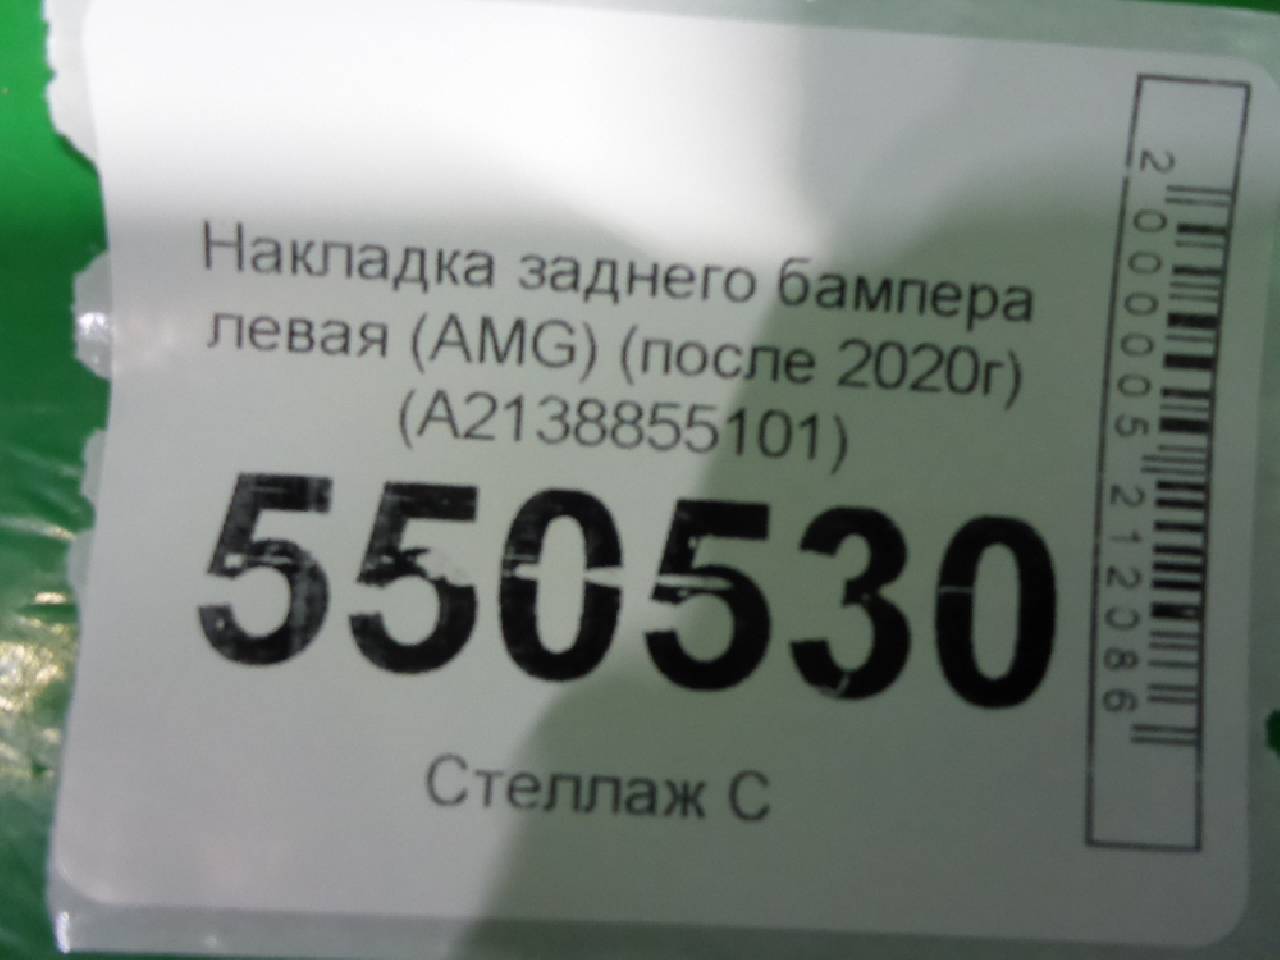 Накладка заднего бампера
левая (AMG) (после 2020г)
(A2138855101)
550530
Стеллаж С
2000005212086